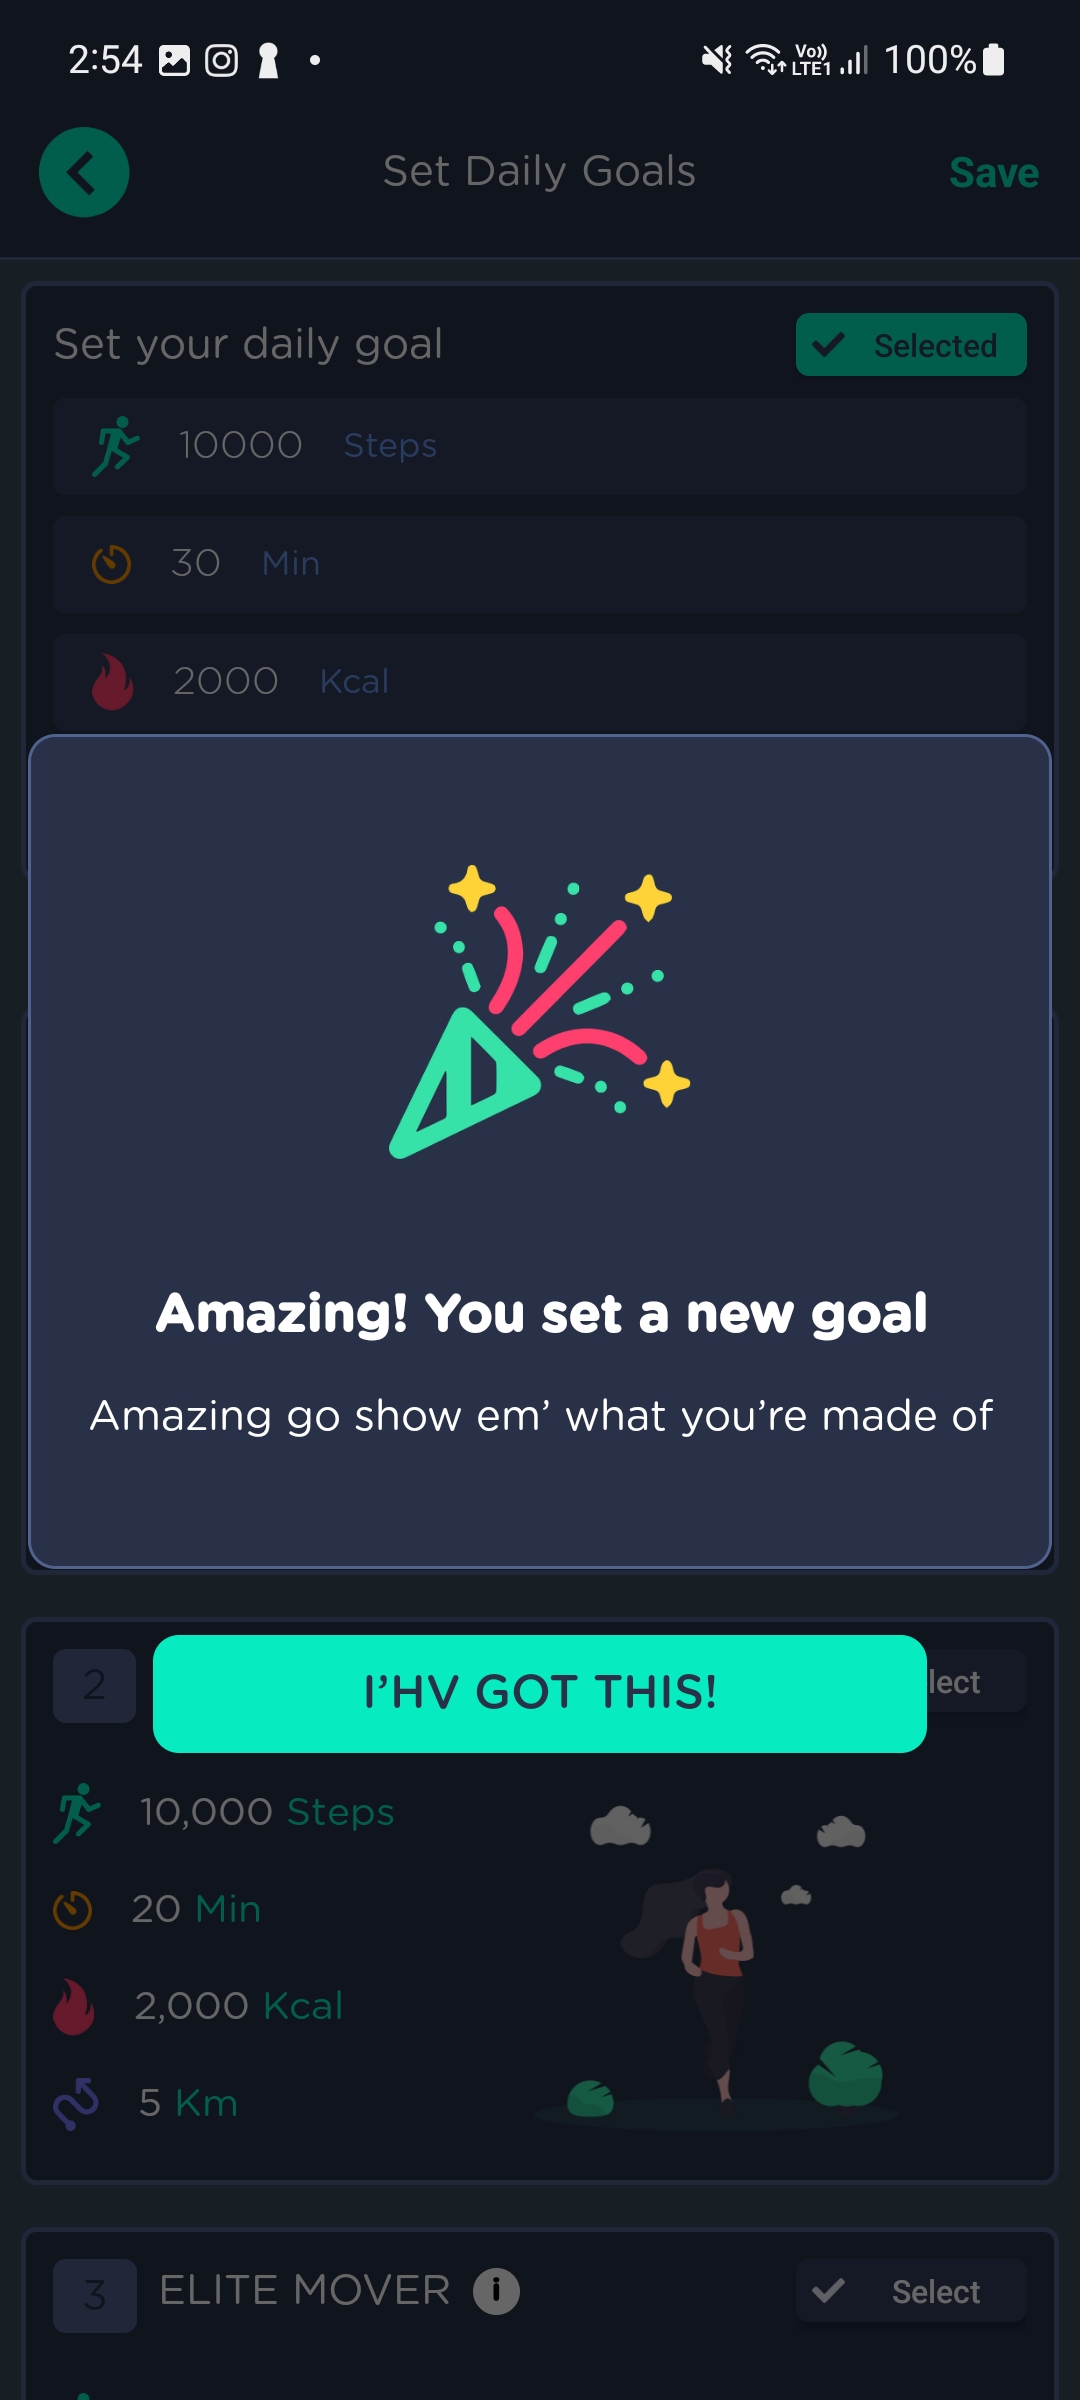 2:54
Vo)) LTE1 100%
Set Daily Goals
Save
Set your daily goal
Selected
10000 Steps
30 Min
2000 Kcal
Amazing! You set a new goal
Amazing go show em’ what you’re made of
2
I’HV GOT THIS!
lect
10,000 Steps
20 Min
2,000 Kcal
5 Km
3
ELITE MOVER
Select